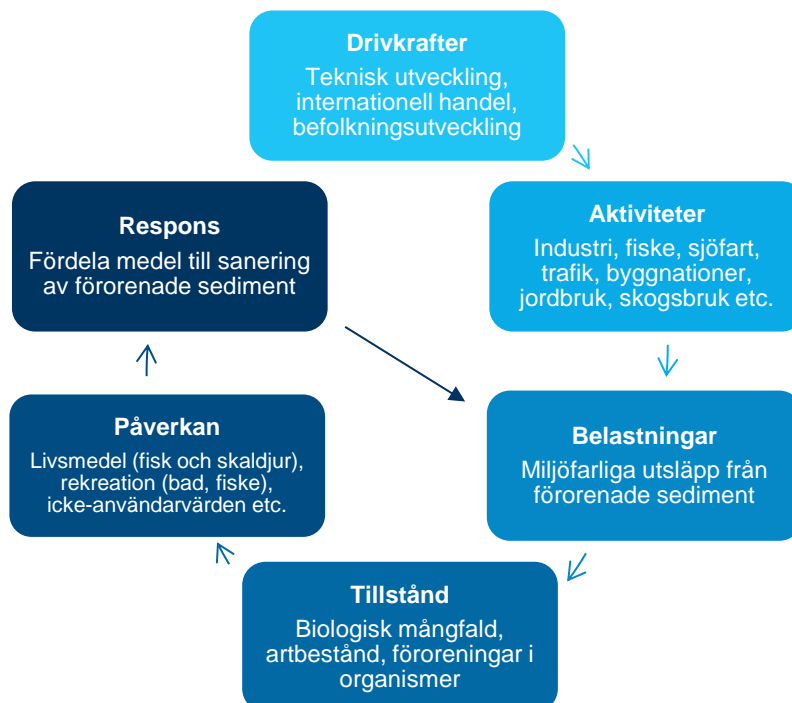 Drivkrafter
Teknisk utveckling,
internationell handel,
befolkningsutveckling
Aktiviteter
Industri, fiske, sjöfart,
trafik, byggnationer,
jordbruk, skogsbruk etc.
Belastningar
Miljöfarliga utsläpp från
förorenade sediment
Tillstånd
Biologisk mångfald,
artbestånd, föroreningar i
organismer
Påverkan
Livsmedel (fisk och skaldjur),
rekreation (bad, fiske),
icke-användarvärden etc.
Respons
Fördela medel till sanering
av förorenade sediment